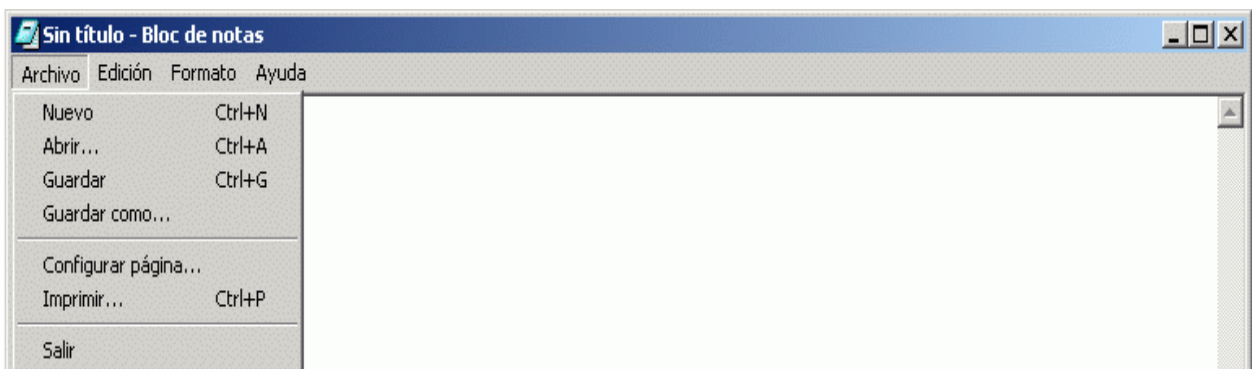 Sin título - Bloc de notas
Archivo Edición Formato Ayuda
Nuevo Ctrl+N
Abrir... Ctrl+A
Guardar Ctrl+G
Guardar como...
Configurar página...
Imprimir... Ctrl+P
Salir